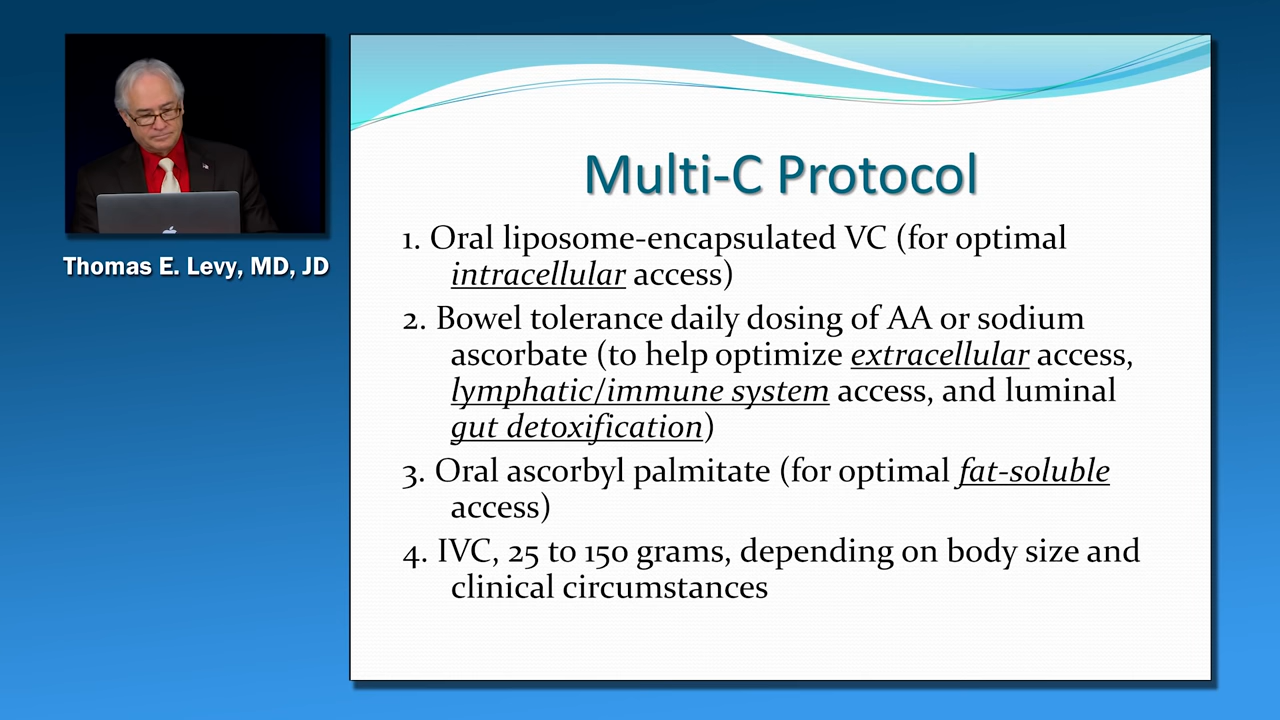 Thomas E. Levy, MD, JD
Multi-C Protocol
1. Oral liposome-encapsulated VC (for optimal
intracellular access)
2. Bowel tolerance daily dosing of AA or sodium
ascorbate (to help optimize extracellular access,
lymphatic/immune system access, and luminal
gut detoxification)
3. Oral ascorbyl palmitate (for optimal fat-soluble
access)
4. IVC, 25 to 150 grams, depending on body size and
clinical circumstances